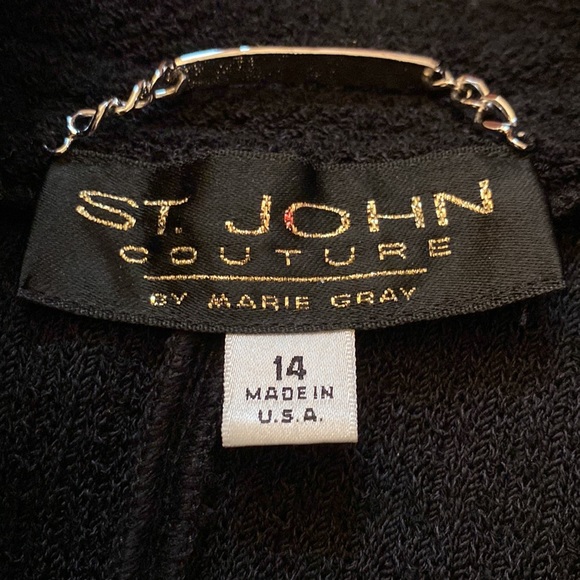 ST. JOHN
COUTURE
BY MARIE GRAY
14
MADE IN
U.S.A.